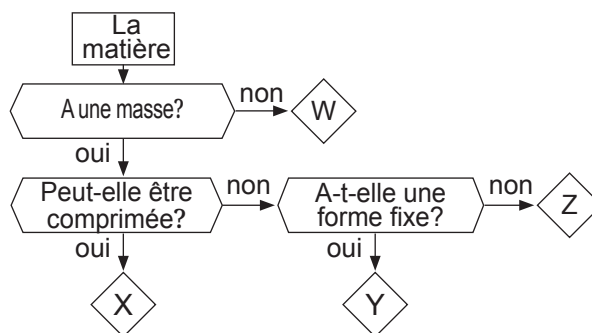 La
matière
A une masse?
non
W
oui
Peut-elle être
comprimée?
non
A-t-elle une
forme fixe?
non
Z
oui
oui
X
Y